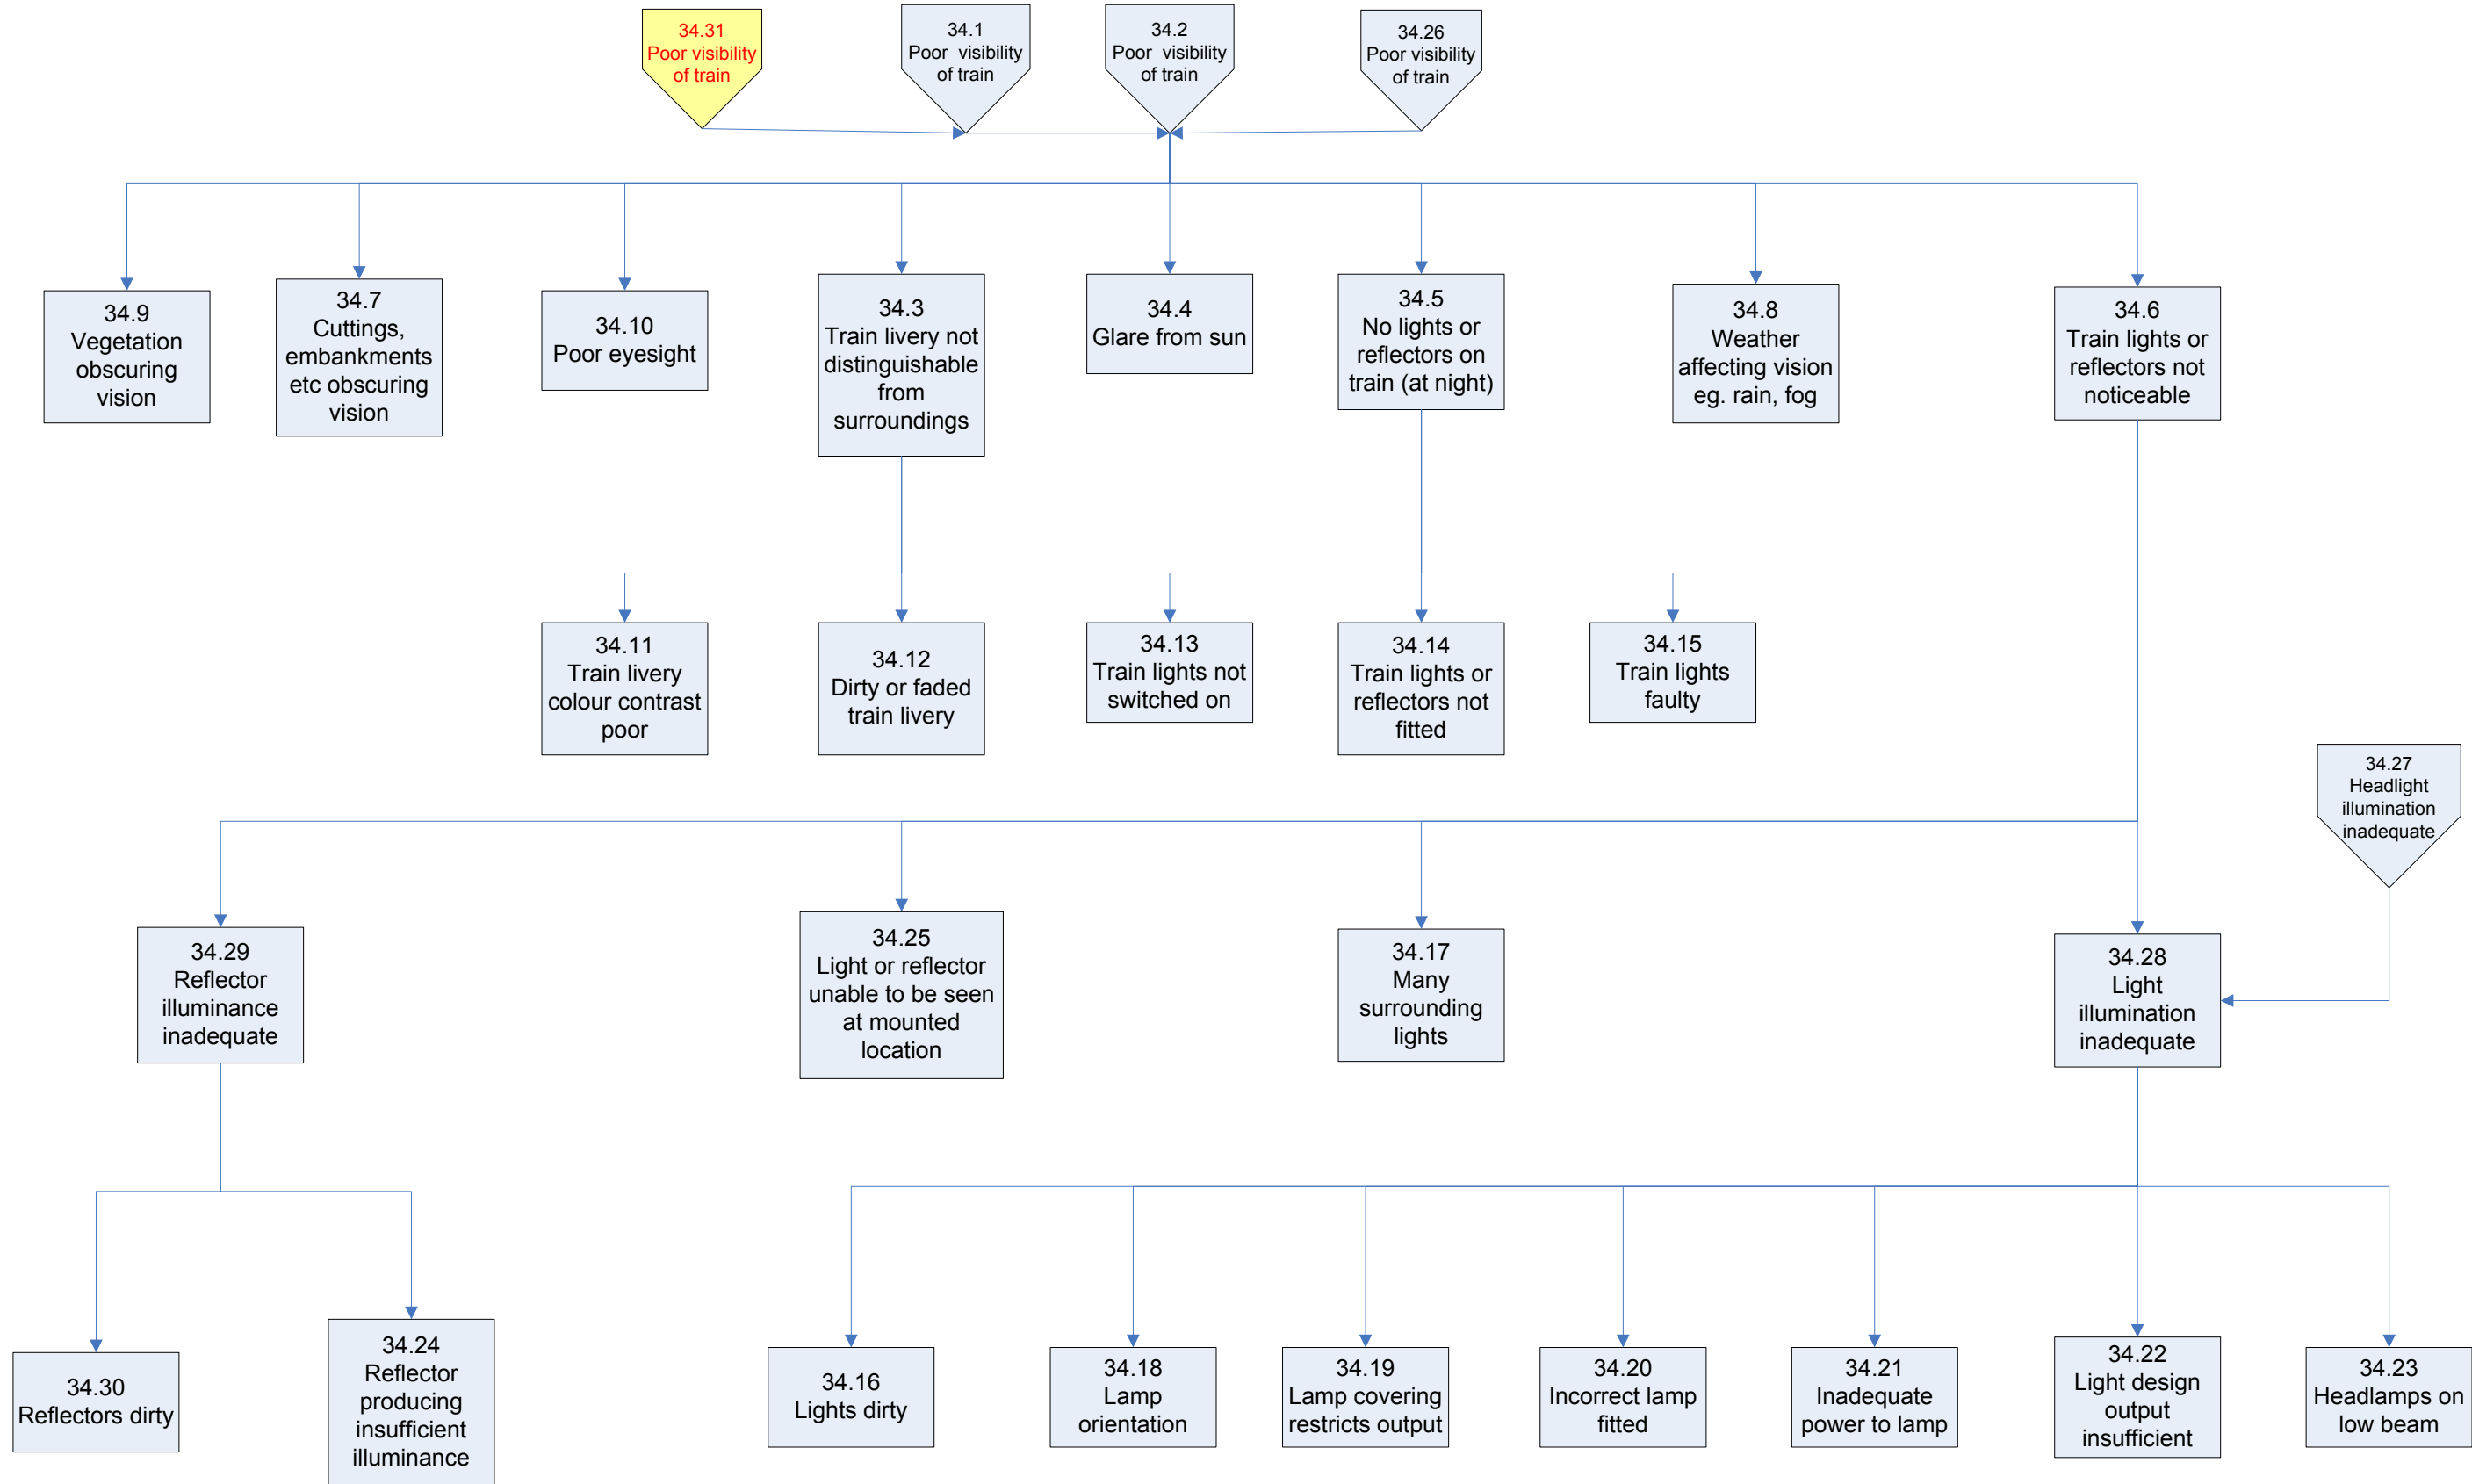 34.31
Poor visibility
of train
34.1
Poor visibility
of train
34.2
Poor visibility
of train
34.26
Poor visibility
of train
34.9
Vegetation
obscuring
vision
34.7
Cuttings,
embankments
etc obscuring
vision
34.10
Poor eyesight
34.3
Train livery not
distinguishable
from
surroundings
34.4
Glare from sun
34.5
No lights or
reflectors on
train (at night)
34.8
Weather
affecting vision
eg. rain, fog
34.6
Train lights or
reflectors not
noticeable
34.11
Train livery
colour contrast
poor
34.12
Dirty or faded
train livery
34.13
Train lights not
switched on
34.14
Train lights or
reflectors not
fitted
34.15
Train lights
faulty
34.27
Headlight
illumination
inadequate
34.29
Reflector
illuminance
inadequate
34.25
Light or reflector
unable to be seen
at mounted
location
34.17
Many
surrounding
lights
34.28
Light
illumination
inadequate
34.30
Reflectors dirty
34.24
Reflector
producing
insufficient
illuminance
34.16
Lights dirty
34.18
Lamp
orientation
34.19
Lamp covering
restricts output
34.20
Incorrect lamp
fitted
34.21
Inadequate
power to lamp
34.22
Light design
output
insufficient
34.23
Headlamps on
low beam